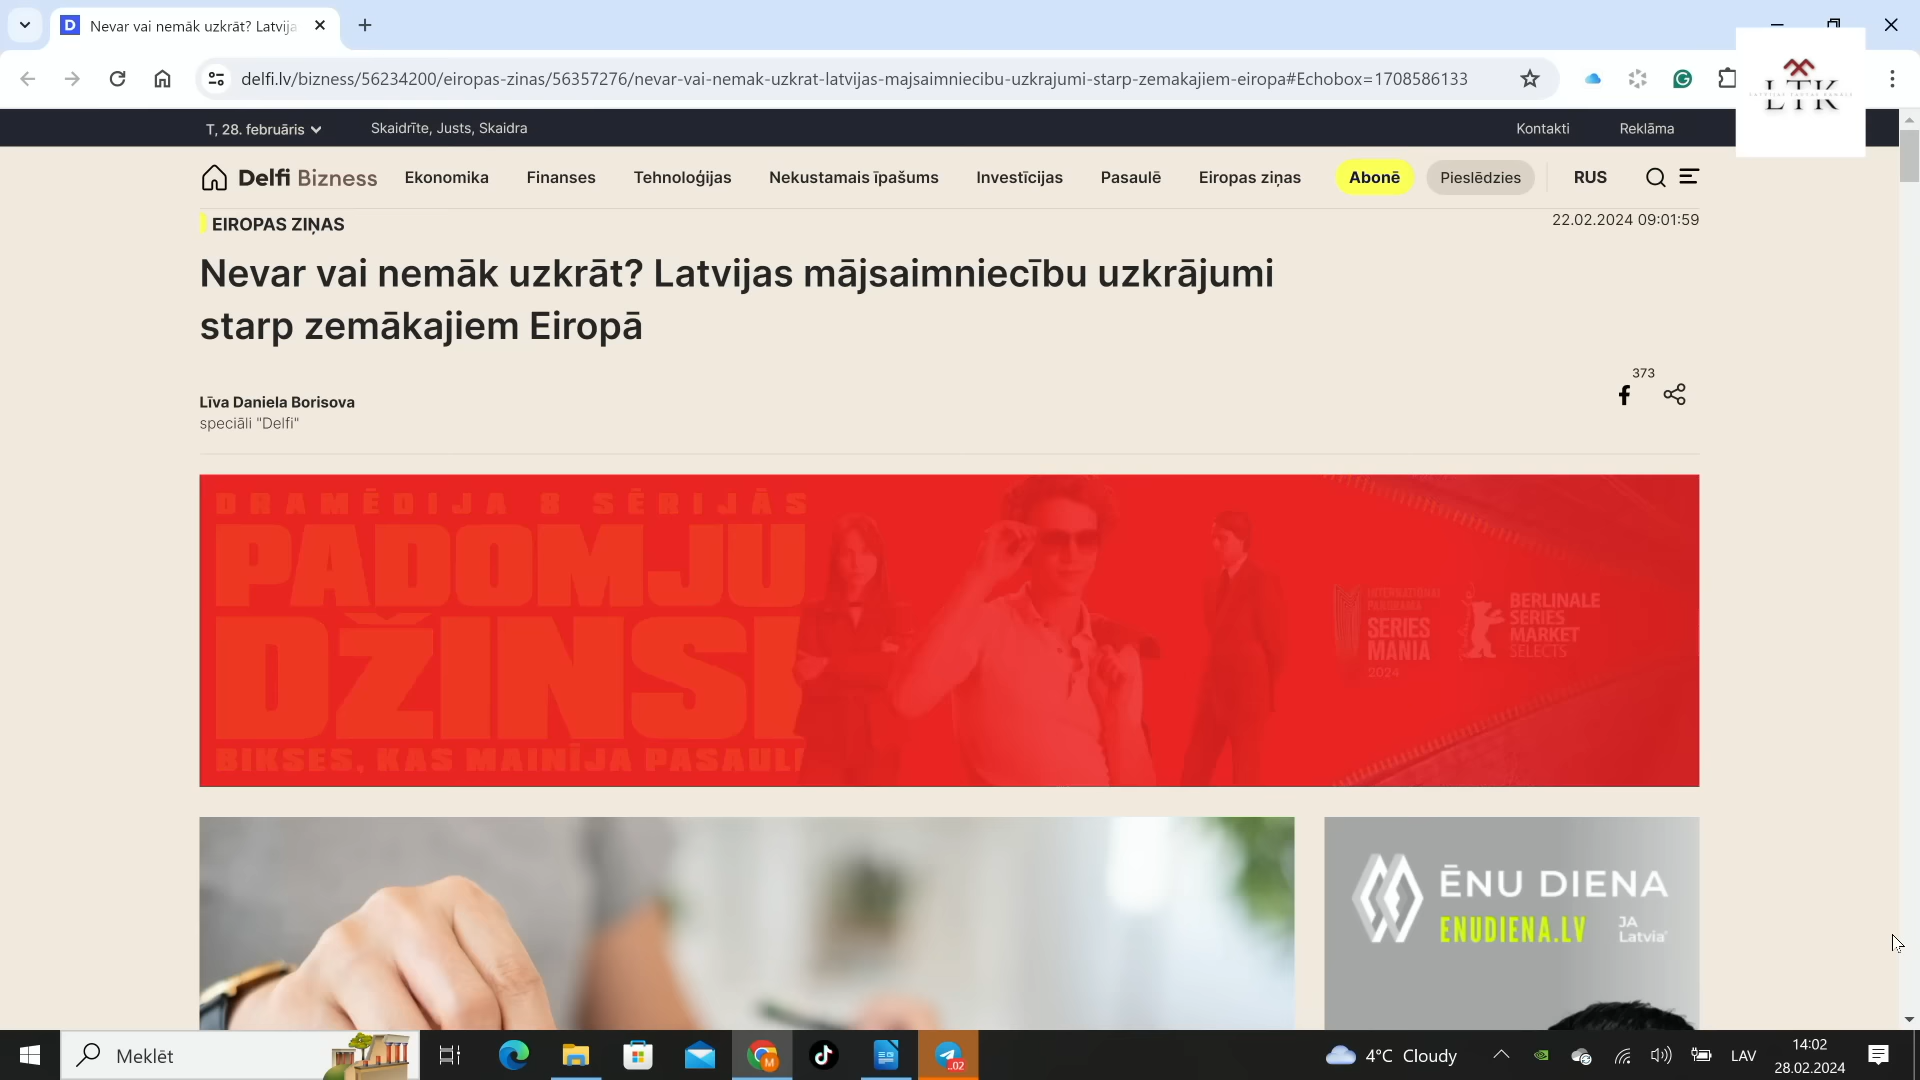 Nevar vai nemāk uzkrāt? Latvija
delfi.lv/bizness/56234200/eiropas-zinas/56357276/nevar-vai-nemak-uzkrat-latvijas-majsaimniecibu-uzkrajumi-starp-zemakajiem-eiropa#Echobox=1708586133
LTK
T, 28. februāris
Skaidrīte, Justs, Skaidra
Kontakti
Reklāma
Delfi Bizness
Ekonomika
Finanses
Tehnoloģijas
Nekustamais īpašums
Investīcijas
Pasaulē
Eiropas ziņas
Abonē
Pieslēdzies
RUS
EIROPAS ZIŅAS
22.02.2024 09:01:59
Nevar vai nemāk uzkrāt? Latvijas mājsaimniecību uzkrājumi
starp zemākajiem Eiropā
373
Līva Daniela Borisova
speciāli "Delfi"
DRAMĒDIJA 8 SĒRIJĀS
PADOMJU
DŽINSI
BIKSES, KAS MAINĪJA PASAULI
INTERNATIONAL
PANORAMA
SERIES
MANIA
2024
BERLINALE
SERIES
MARKET
SELECTS
ĒNU DIENA
ENUDIENA.LV
JA
Latvia
Meklēt
.02
4°C Cloudy
LAV
14:02
28.02.2024